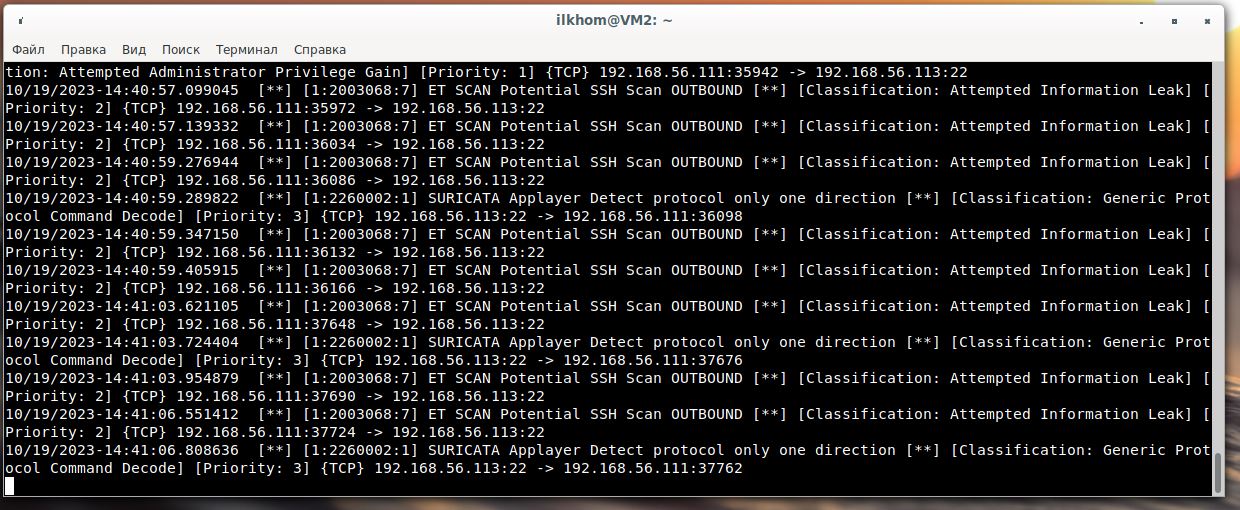 ilkhom@VM2: ~
Файл Правка Вид Поиск Терминал Справка
tion: Attempted Administrator Privilege Gain] [Priority: 1] {TCP} 192.168.56.111:35942 -> 192.168.56.113:22
10/19/2023-14:40:57.099045  [**] [1:2003068:7] ET SCAN Potential SSH Scan OUTBOUND [**] [Classification: Attempted Information Leak] [
Priority: 2] {TCP} 192.168.56.111:35972 -> 192.168.56.113:22
10/19/2023-14:40:57.139332  [**] [1:2003068:7] ET SCAN Potential SSH Scan OUTBOUND [**] [Classification: Attempted Information Leak] [
Priority: 2] {TCP} 192.168.56.111:36034 -> 192.168.56.113:22
10/19/2023-14:40:59.276944  [**] [1:2003068:7] ET SCAN Potential SSH Scan OUTBOUND [**] [Classification: Attempted Information Leak] [
Priority: 2] {TCP} 192.168.56.111:36086 -> 192.168.56.113:22
10/19/2023-14:40:59.289822  [**] [1:2260002:1] SURICATA Applayer Detect protocol only one direction [**] [Classification: Generic Prot
ocol Command Decode] [Priority: 3] {TCP} 192.168.56.113:22 -> 192.168.56.111:36098
10/19/2023-14:40:59.347150  [**] [1:2003068:7] ET SCAN Potential SSH Scan OUTBOUND [**] [Classification: Attempted Information Leak] [
Priority: 2] {TCP} 192.168.56.111:36132 -> 192.168.56.113:22
10/19/2023-14:40:59.405915  [**] [1:2003068:7] ET SCAN Potential SSH Scan OUTBOUND [**] [Classification: Attempted Information Leak] [
Priority: 2] {TCP} 192.168.56.111:36166 -> 192.168.56.113:22
10/19/2023-14:41:03.621105  [**] [1:2003068:7] ET SCAN Potential SSH Scan OUTBOUND [**] [Classification: Attempted Information Leak] [
Priority: 2] {TCP} 192.168.56.111:37648 -> 192.168.56.113:22
10/19/2023-14:41:03.724404  [**] [1:2260002:1] SURICATA Applayer Detect protocol only one direction [**] [Classification: Generic Prot
ocol Command Decode] [Priority: 3] {TCP} 192.168.56.113:22 -> 192.168.56.111:37676
10/19/2023-14:41:03.954879  [**] [1:2003068:7] ET SCAN Potential SSH Scan OUTBOUND [**] [Classification: Attempted Information Leak] [
Priority: 2] {TCP} 192.168.56.111:37690 -> 192.168.56.113:22
10/19/2023-14:41:06.551412  [**] [1:2003068:7] ET SCAN Potential SSH Scan OUTBOUND [**] [Classification: Attempted Information Leak] [
Priority: 2] {TCP} 192.168.56.111:37724 -> 192.168.56.113:22
10/19/2023-14:41:06.808636  [**] [1:2260002:1] SURICATA Applayer Detect protocol only one direction [**] [Classification: Generic Prot
ocol Command Decode] [Priority: 3] {TCP} 192.168.56.113:22 -> 192.168.56.111:37762